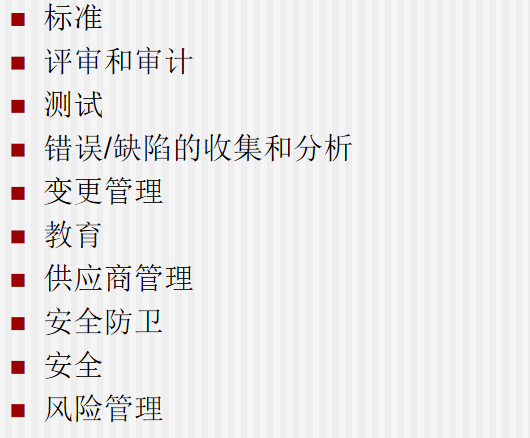 标准
评审和审计
测试
错误/缺陷的收集和分析
变更管理
教育
供应商管理
安全防卫
安全
风险管理